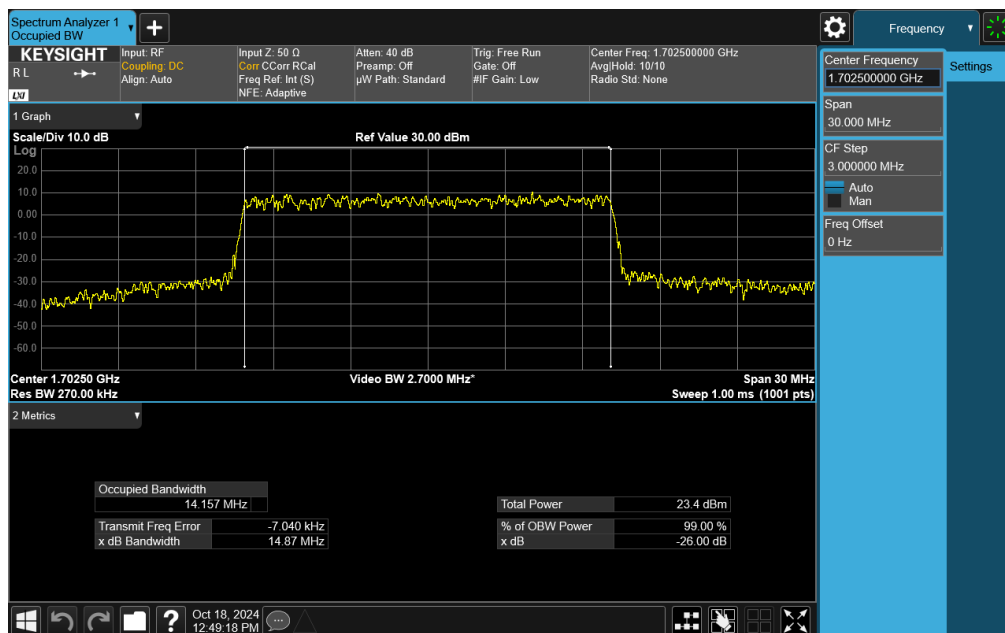 Spectrum Analyzer 1
Occupied BW
Frequency
KEYSIGHT
R L
LXI
Input: RF
Coupling: DC
Align: Auto
Input Z: 50 Ω
Corr CCorr RCal
Freq Ref: Int (S)
NFE: Adaptive
Atten: 40 dB
Preamp: Off
µW Path: Standard
Trig: Free Run
Gate: Off
#IF Gain: Low
Center Freq: 1.702500000 GHz
Avg|Hold: 10/10
Radio Std: None
Center Frequency
1.702500000 GHz
Settings
Span
30.000 MHz
CF Step
3.000000 MHz
Auto
Man
Freq Offset
0 Hz
1 Graph
Scale/Div 10.0 dB
Ref Value 30.00 dBm
Log
20.0
10.0
0.00
-10.0
-20.0
-30.0
-40.0
-50.0
-60.0
Center 1.70250 GHz
Video BW 2.7000 MHz*
Span 30 MHz
Res BW 270.00 kHz
Sweep 1.00 ms (1001 pts)
2 Metrics
Occupied Bandwidth
14.157 MHz
Total Power 23.4 dBm
Transmit Freq Error -7.040 kHz
% of OBW Power 99.00 %
x dB Bandwidth 14.87 MHz
x dB -26.00 dB
Oct 18, 2024
12:49:18 PM